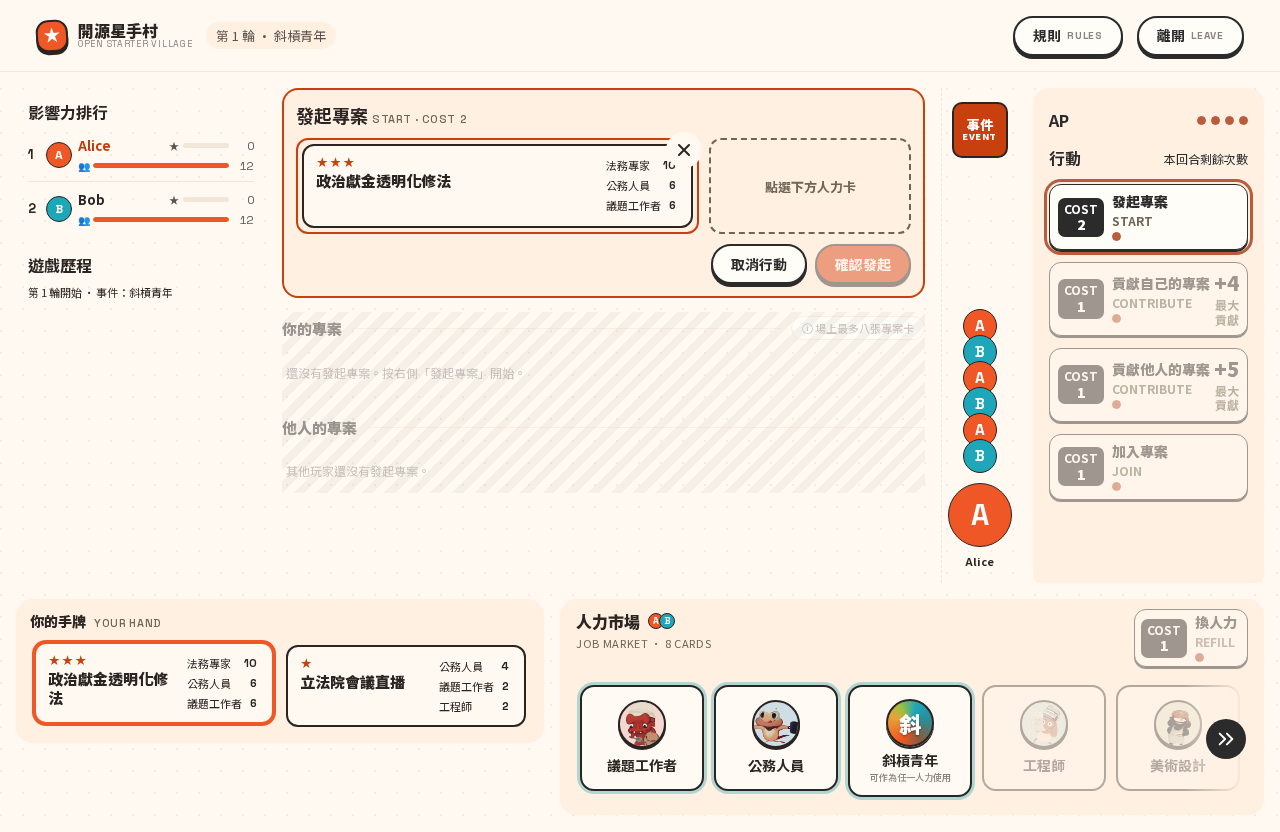 開源星手村
OPEN STARTER VILLAGE
第 1 輪 · 斜槓青年
規則 RULES
離開 LEAVE
影響力排行
1 A Alice ★ 0
12
2 B Bob ★ 0
12
遊戲歷程
第 1 輪開始 · 事件：斜槓青年
發起專案 START · COST 2
★★★
政治獻金透明化修法
法務專家 10
公務人員 6
議題工作者 6
點選下方人力卡
取消行動
確認發起
你的專案
場上最多八張專案卡
還沒有發起專案。按右側「發起專案」開始。
他人的專案
其他玩家還沒有發起專案。
事件
EVENT
A
B
A
B
A
B
A
Alice
AP
行動 本回合剩餘次數
COST 2
發起專案
START
COST 1
貢獻自己的專案
CONTRIBUTE
+4
最大
貢獻
COST 1
貢獻他人的專案
CONTRIBUTE
+5
最大
貢獻
COST 1
加入專案
JOIN
你的手牌 YOUR HAND
★★★
政治獻金透明化修法
法務專家 10
公務人員 6
議題工作者 6
★
立法院會議直播
公務人員 4
議題工作者 2
工程師 2
人力市場 A B
JOB MARKET · 8 CARDS
COST 1
換人力
REFILL
議題工作者
公務人員
斜
斜槓青年
可作為任一人力使用
工程師
美術設計